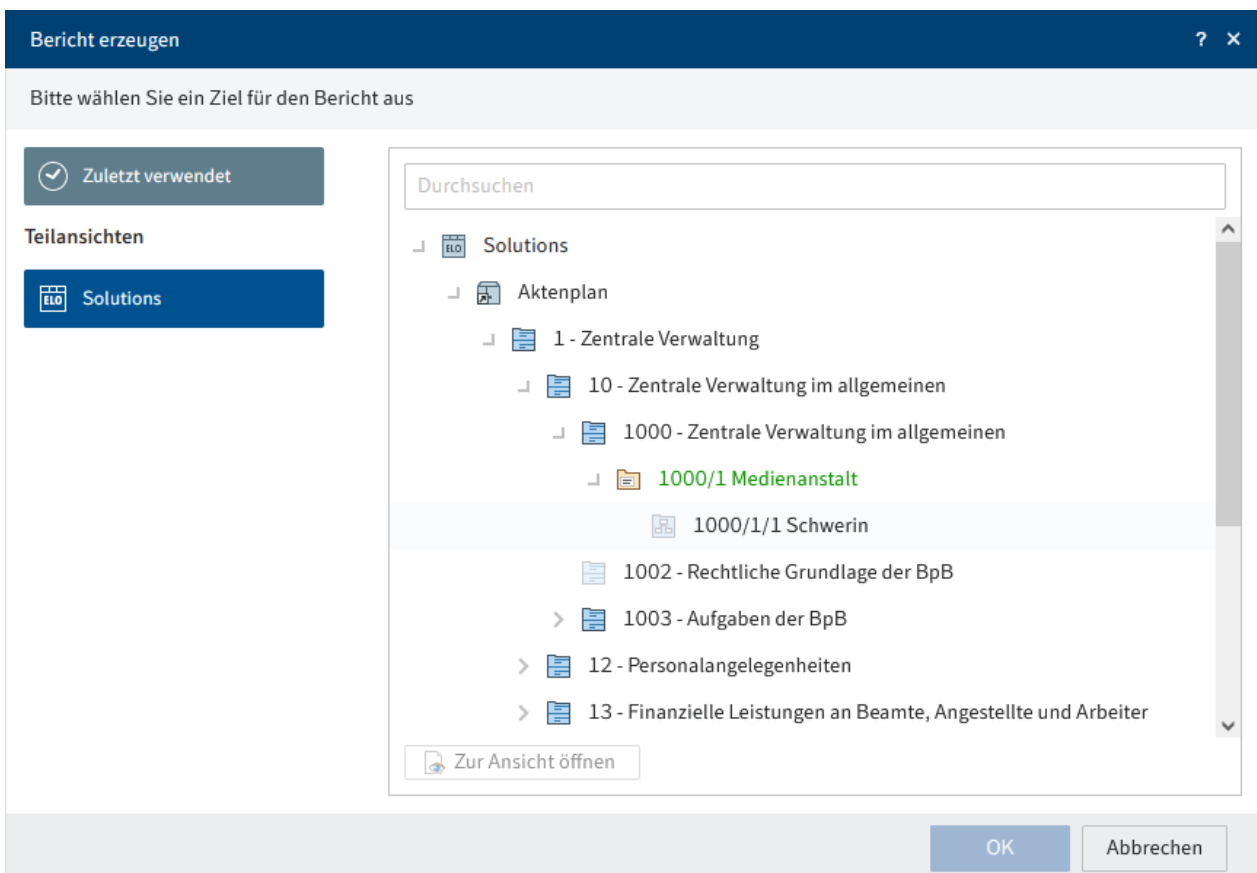 Bericht erzeugen ? ×
Bitte wählen Sie ein Ziel für den Bericht aus
Zuletzt verwendet
Teilansichten
ELO Solutions
Durchsuchen
ELO Solutions
Aktenplan
1 - Zentrale Verwaltung
10 - Zentrale Verwaltung im allgemeinen
1000 - Zentrale Verwaltung im allgemeinen
1000/1 Medienanstalt
1000/1/1 Schwerin
1002 - Rechtliche Grundlage der BpB
1003 - Aufgaben der BpB
12 - Personalangelegenheiten
13 - Finanzielle Leistungen an Beamte, Angestellte und Arbeiter
Zur Ansicht öffnen
OK Abbrechen